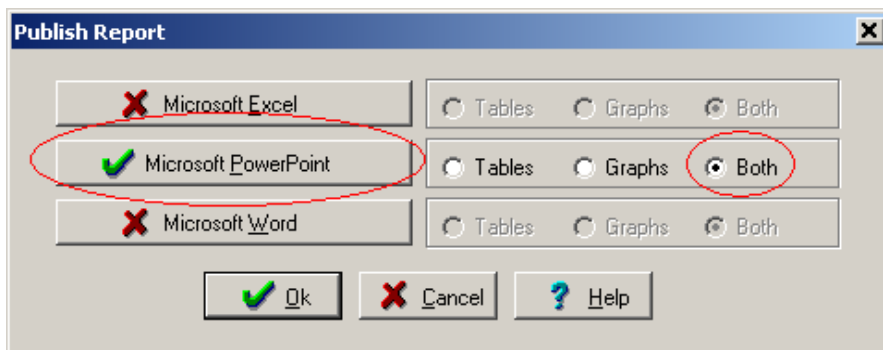 Publish Report
Microsoft Excel Tables Graphs Both
Microsoft PowerPoint Tables Graphs Both
Microsoft Word Tables Graphs Both
Ok Cancel Help